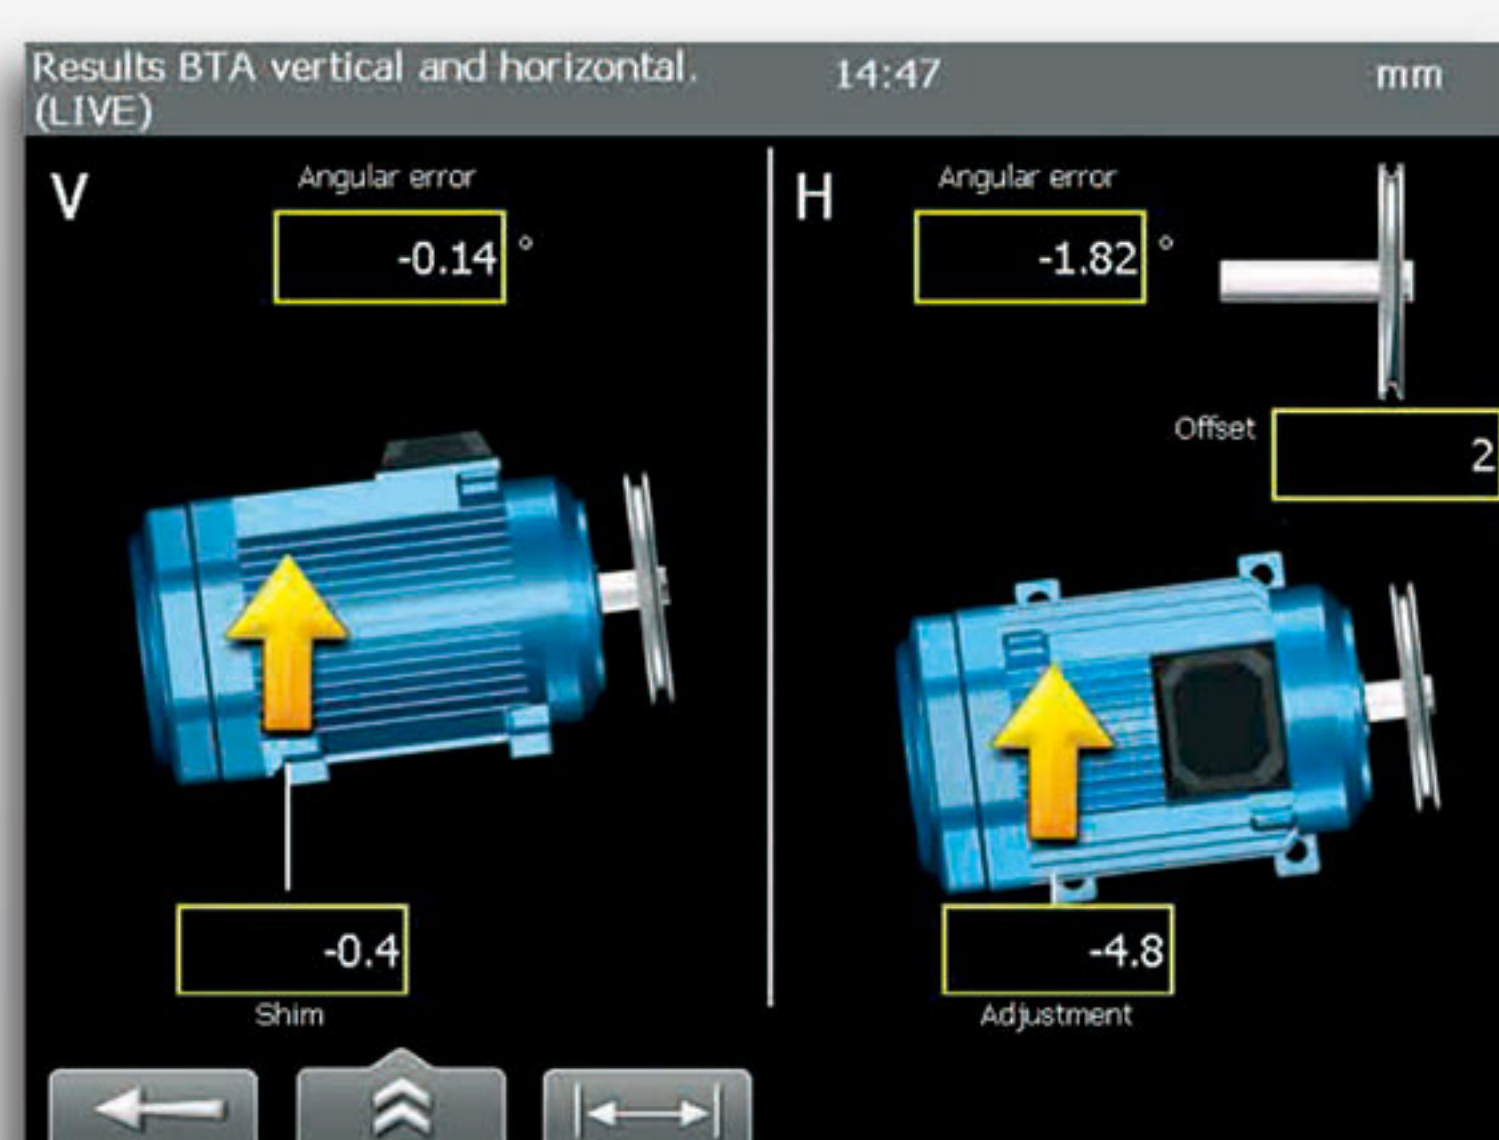 Results BTA vertical and horizontal. 14:47 mm
(LIVE)
V
Angular error
-0.14 °
H
Angular error
-1.82 °
Offset
2
-0.4
Shim
-4.8
Adjustment